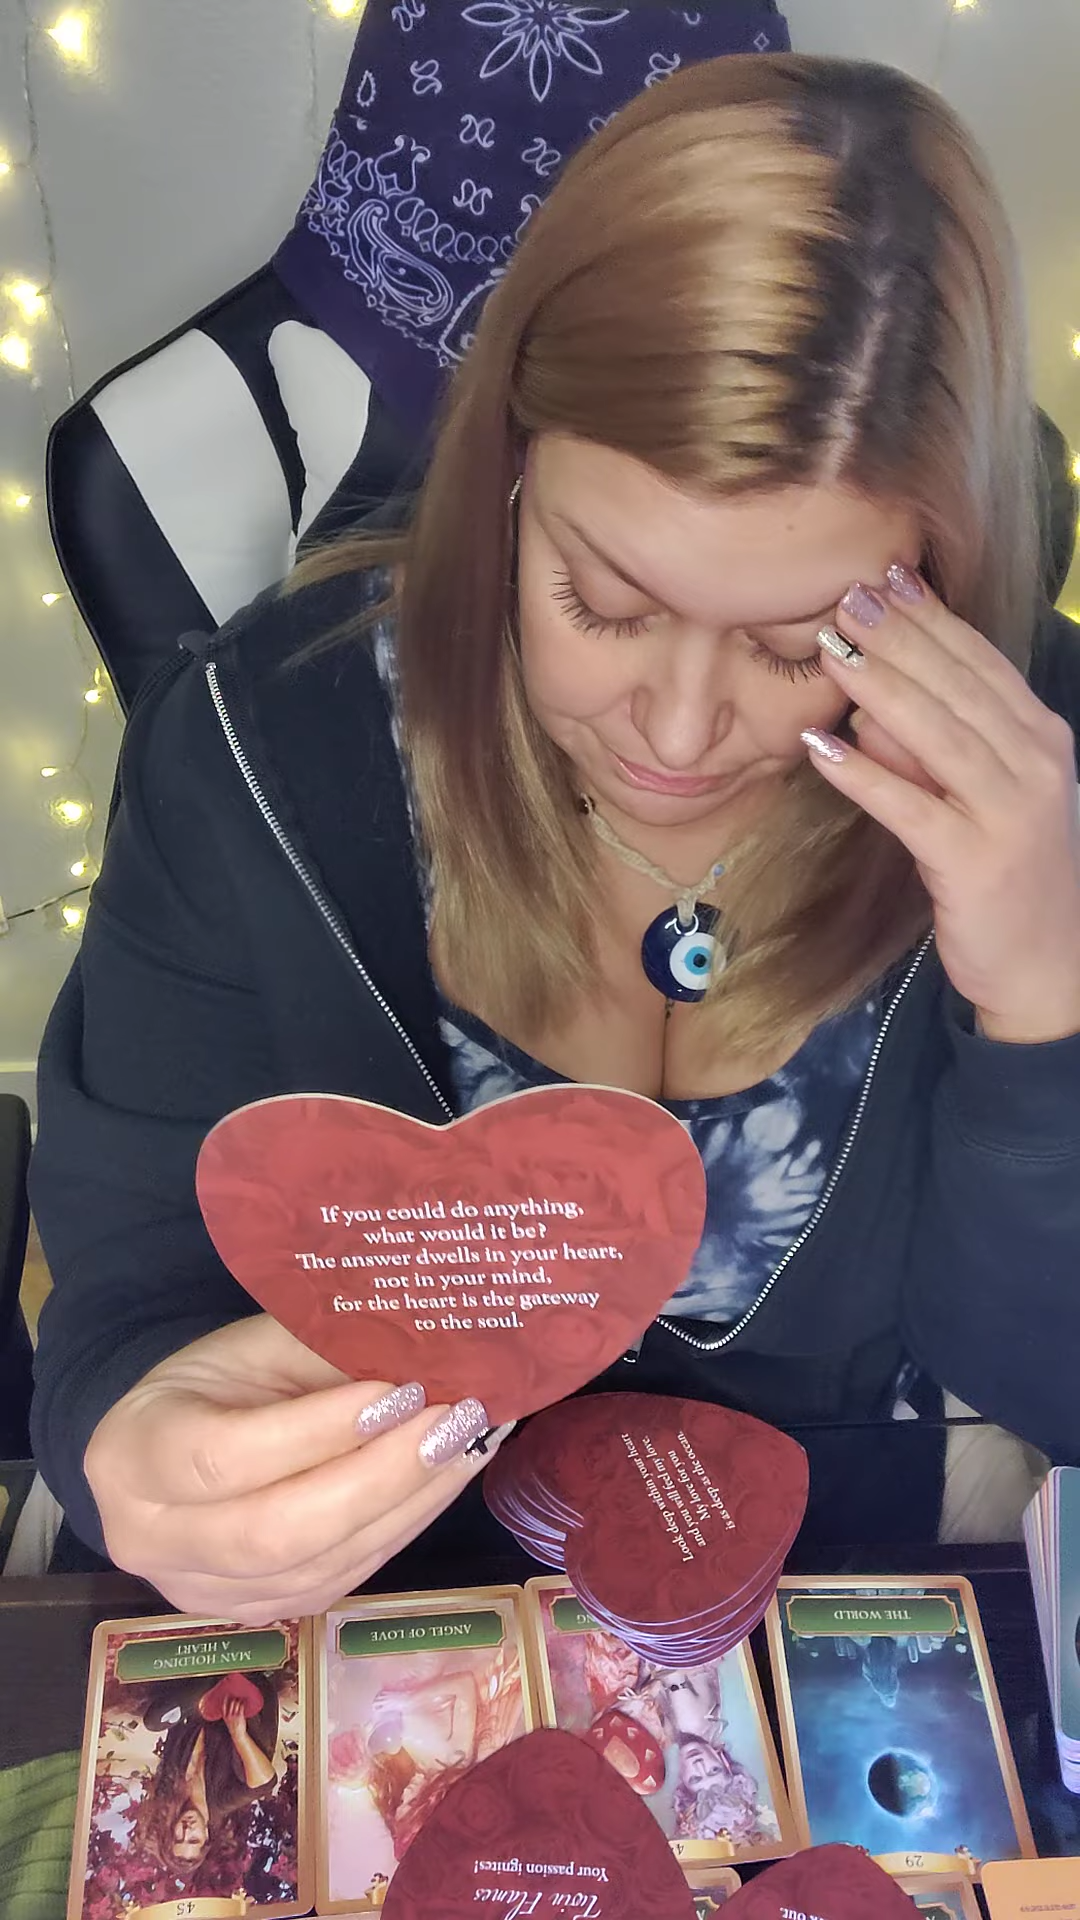 If you could do anything,
what would it be?
The answer dwells in your heart,
not in your mind,
for the heart is the gateway
to the soul.
Look deep within your heart
and you will feel my love.
My love for you
is as deep as the ocean.
MAN HOLDING
A HEART
45
ANGEL OF LOVE
THE WORLD
29
Twin Flames
Your passion ignites!
out.